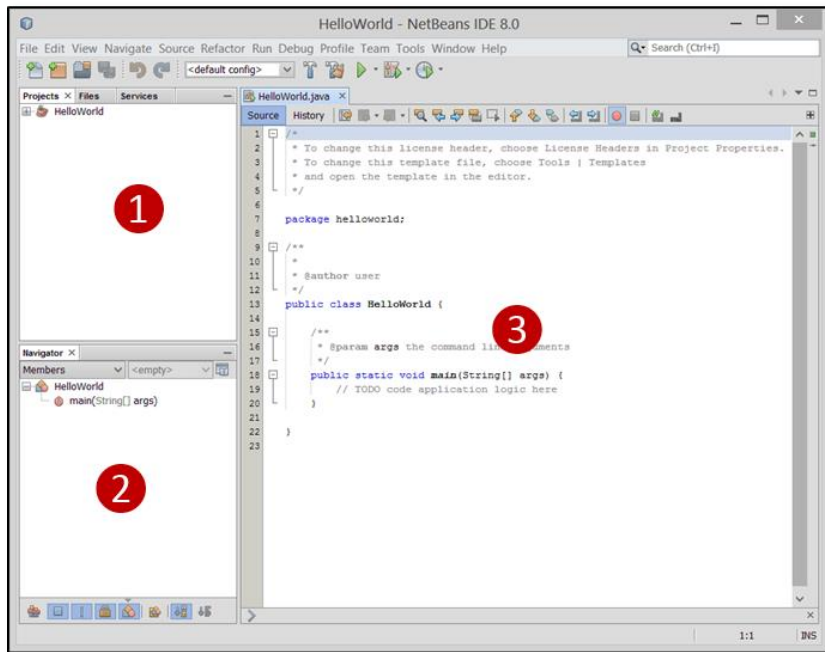 HelloWorld - NetBeans IDE 8.0
File Edit View Navigate Source Refactor Run Debug Profile Team Tools Window Help
Search (Ctrl+I)
<default config>
Projects Files Services
HelloWorld
1
Navigator
Members <empty>
HelloWorld
main(String[] args)
2
HelloWorld.java
Source History
1 /*
2 * To change this license header, choose License Headers in Project Properties.
3 * To change this template file, choose Tools | Templates
4 * and open the template in the editor.
5 */
6
7 package helloworld;
8
9 /**
10 *
11 * @author user
12 */
13 public class HelloWorld {
14
15 /**
16 * @param args the command line arguments
17 */
18 public static void main(String[] args) {
19 // TODO code application logic here
20 }
21
22 }
23
3
1:1 INS